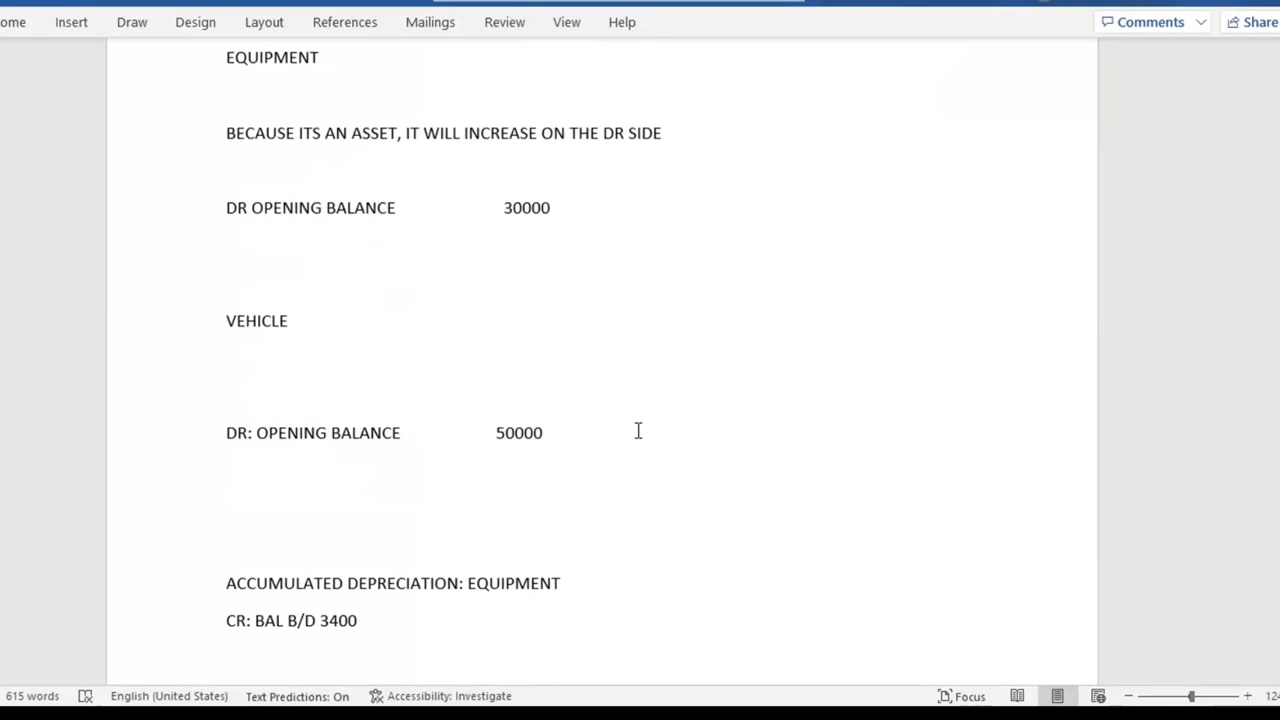 ome Insert Draw Design Layout References Mailings Review View Help Comments Share
EQUIPMENT
BECAUSE ITS AN ASSET, IT WILL INCREASE ON THE DR SIDE
DR OPENING BALANCE 30000
VEHICLE
DR: OPENING BALANCE 50000
ACCUMULATED DEPRECIATION: EQUIPMENT
CR: BAL B/D 3400
615 words English (United States) Text Predictions: On Accessibility: Investigate Focus 124